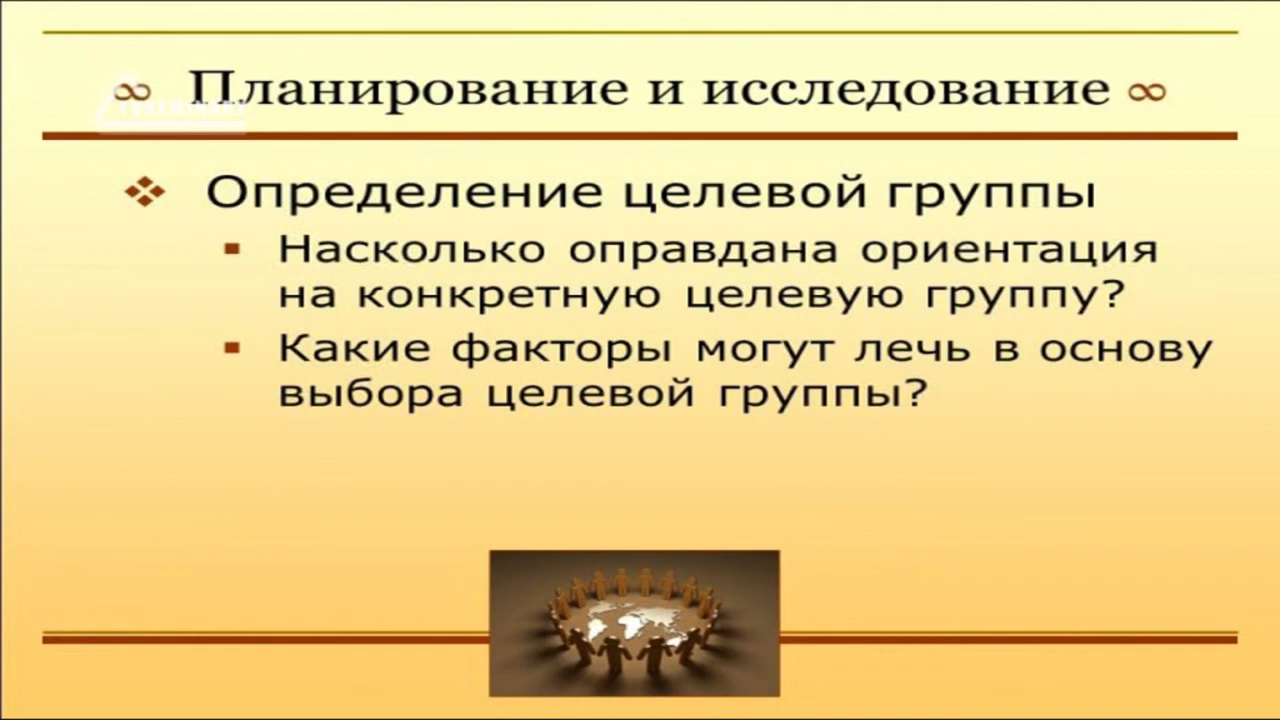 ∞ Планирование и исследование ∞
Определение целевой группы
Насколько оправдана ориентация
на конкретную целевую группу?
Какие факторы могут лечь в основу
выбора целевой группы?